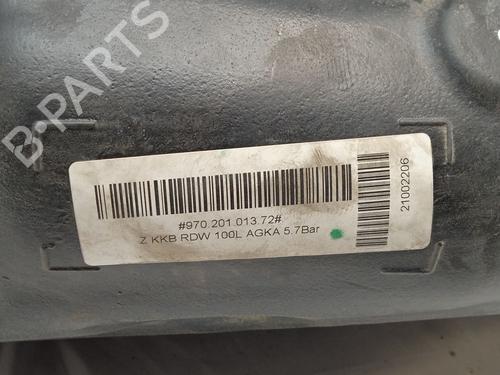 B-PARTS
#970.201.013.72#
Z KKB RDW 100L AGKA 5.7Bar
21002206